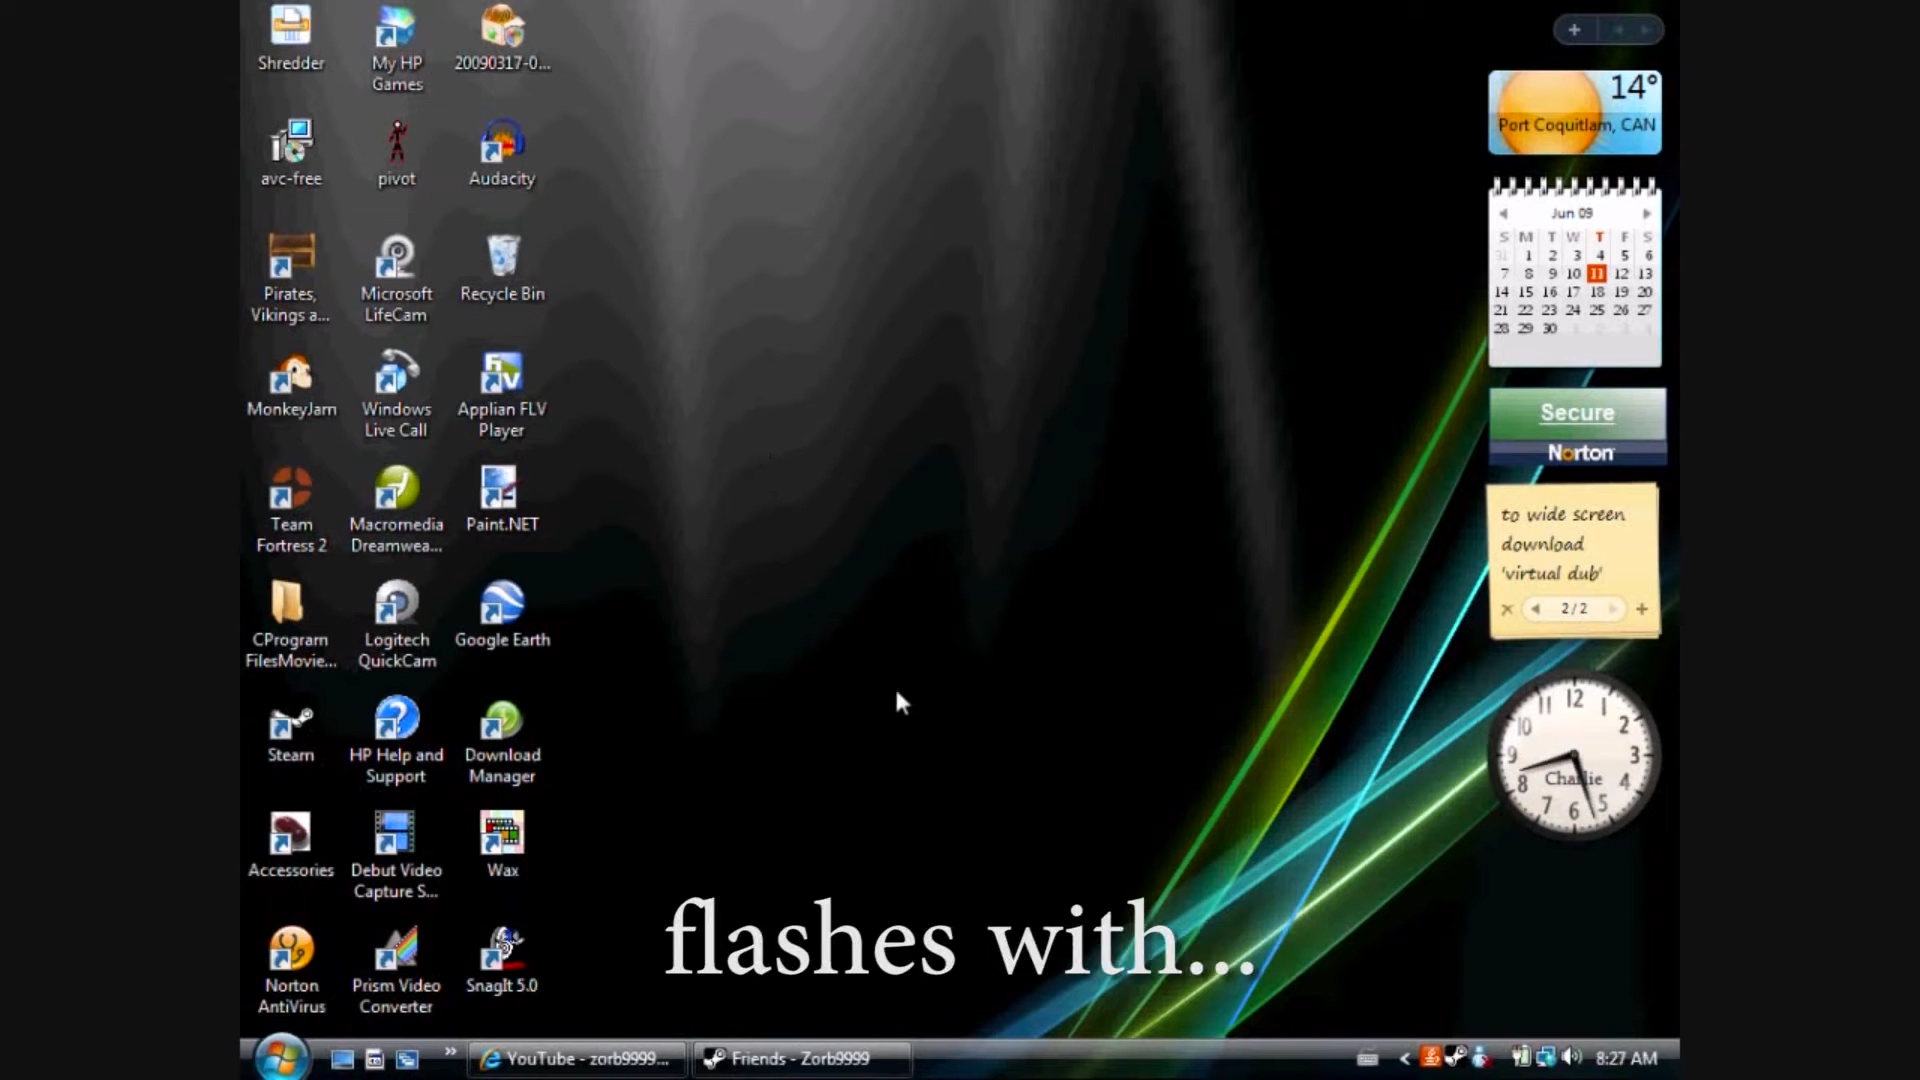 Shredder
My HP
Games
20090317-0...
avc-free
pivot
Audacity
Pirates,
Vikings a...
Microsoft
LifeCam
Recycle Bin
MonkeyJam
Windows
Live Call
Applian FLV
Player
Team
Fortress 2
Macromedia
Dreamwea...
Paint.NET
CProgram
FilesMovie...
Logitech
QuickCam
Google Earth
Steam
HP Help and
Support
Download
Manager
Accessories
Debut Video
Capture S...
Wax
Norton
AntiVirus
Prism Video
Converter
SnagIt 5.0
14°
Port Coquitlam, CAN
Jun 09
S M T W T F S
31 1 2 3 4 5 6
7 8 9 10 11 12 13
14 15 16 17 18 19 20
21 22 23 24 25 26 27
28 29 30
Secure
Norton
to wide screen
download
'virtual dub'
2/2
12
11 1
10 2
9 3
8 Charlie 4
7 6 5
flashes with...
YouTube - zorb9999...
Friends - Zorb9999
8:27 AM